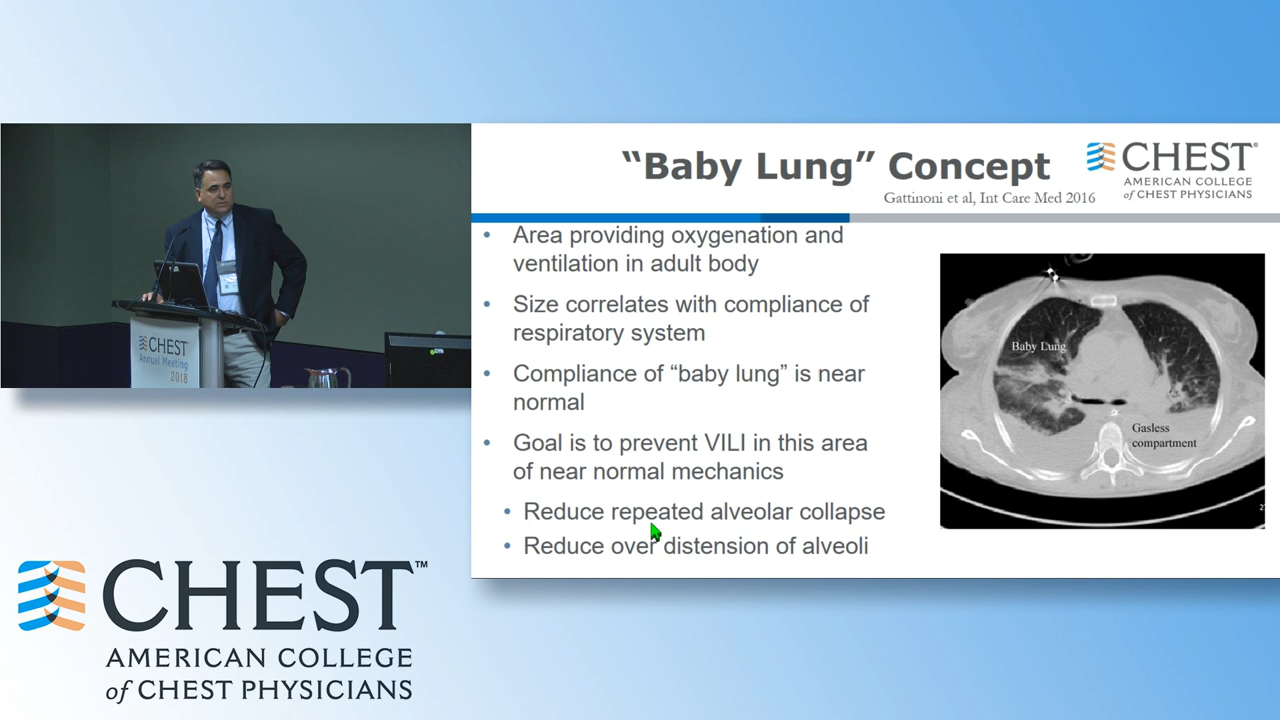 “Baby Lung” Concept
Gattinoni et al, Int Care Med 2016
CHEST®
AMERICAN COLLEGE
of CHEST PHYSICIANS
• Area providing oxygenation and
ventilation in adult body
• Size correlates with compliance of
respiratory system
• Compliance of “baby lung” is near
normal
• Goal is to prevent VILI in this area
of near normal mechanics
• Reduce repeated alveolar collapse
• Reduce over distension of alveoli
Baby Lung
Gasless
compartment
CHEST
Annual Meeting
2018
CHEST™
AMERICAN COLLEGE
of CHEST PHYSICIANS